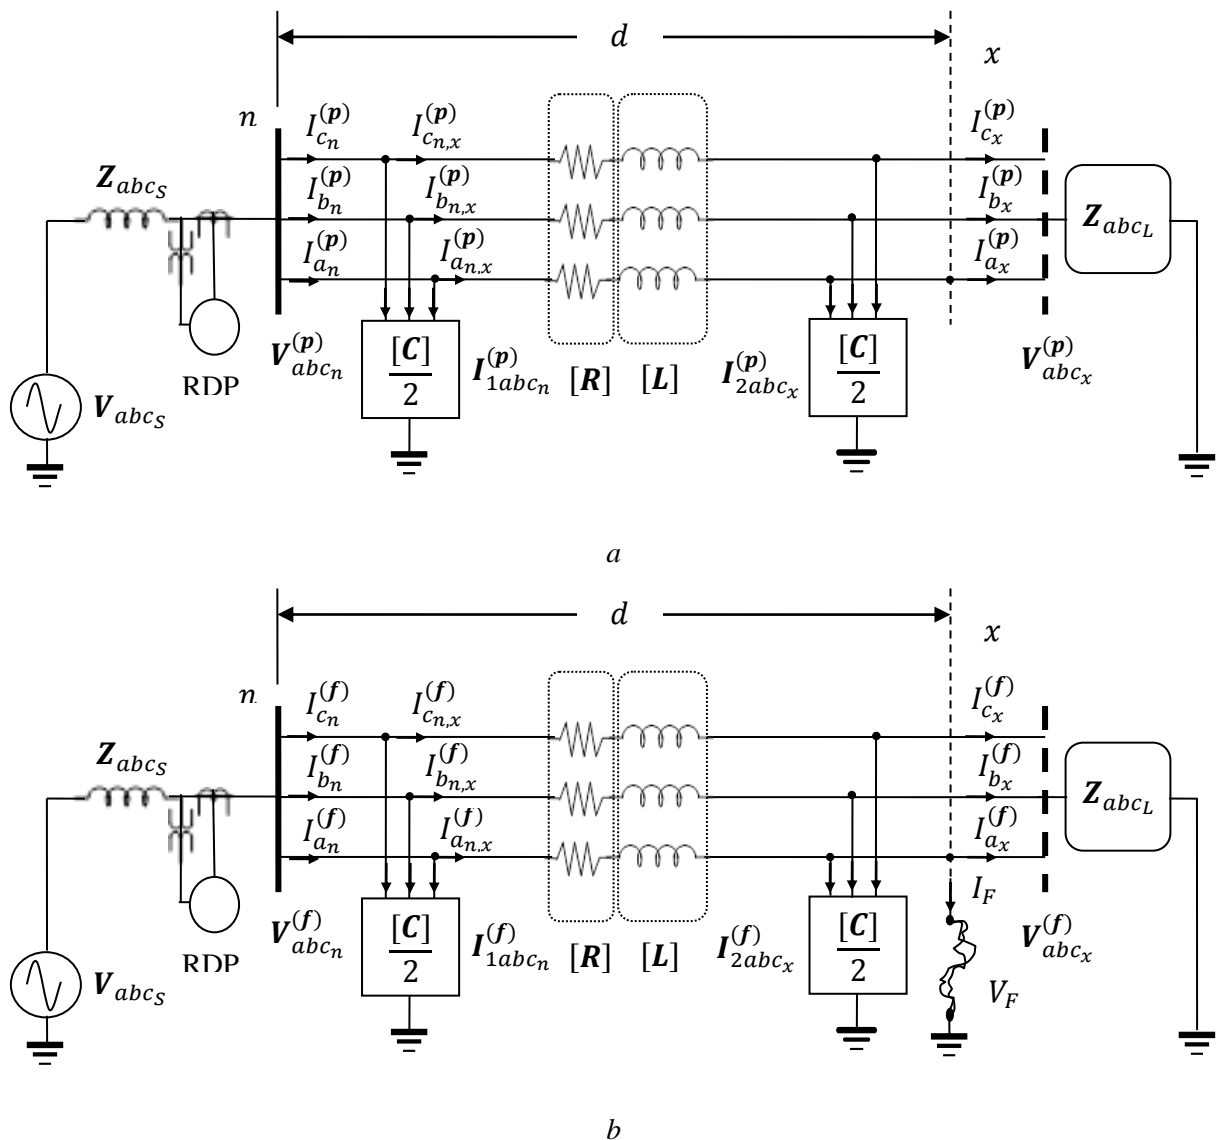 d
x
n I_{c_n}^{(p)} I_{c_{n,x}}^{(p)} I_{c_x}^{(p)}
Z_{abc_S} I_{b_n}^{(p)} I_{b_{n,x}}^{(p)} I_{b_x}^{(p)} Z_{abc_L}
I_{a_n}^{(p)} I_{a_{n,x}}^{(p)} I_{a_x}^{(p)}
RDP V_{abc_n}^{(p)} [C]/2 I_{1abc_n}^{(p)} [R] [L] I_{2abc_x}^{(p)} [C]/2 V_{abc_x}^{(p)}
V_{abc_S}
a
d
x
n I_{c_n}^{(f)} I_{c_{n,x}}^{(f)} I_{c_x}^{(f)}
Z_{abc_S} I_{b_n}^{(f)} I_{b_{n,x}}^{(f)} I_{b_x}^{(f)} Z_{abc_L}
I_{a_n}^{(f)} I_{a_{n,x}}^{(f)} I_{a_x}^{(f)}
I_F
RDP V_{abc_n}^{(f)} [C]/2 I_{1abc_n}^{(f)} [R] [L] I_{2abc_x}^{(f)} [C]/2 V_{abc_x}^{(f)}
V_{abc_S} V_F
b